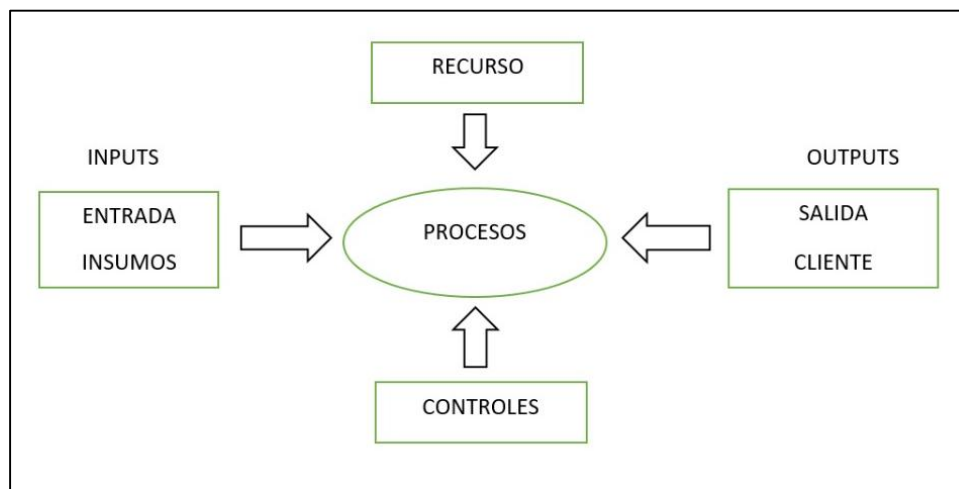 RECURSO
INPUTS
OUTPUTS
ENTRADA
INSUMOS
PROCESOS
SALIDA
CLIENTE
CONTROLES